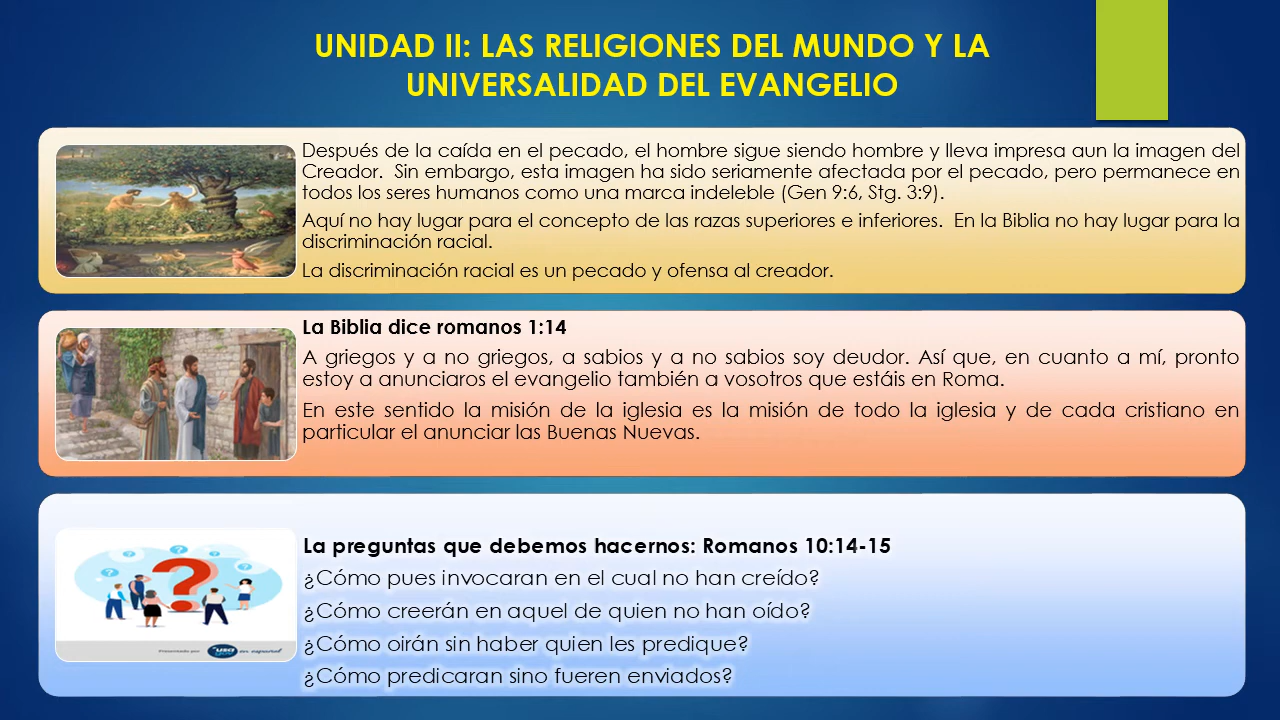 UNIDAD II: LAS RELIGIONES DEL MUNDO Y LA
UNIVERSALIDAD DEL EVANGELIO
Después de la caída en el pecado, el hombre sigue siendo hombre y lleva impresa aun la imagen del
Creador.  Sin embargo, esta imagen ha sido seriamente afectada por el pecado, pero permanece en
todos los seres humanos como una marca indeleble (Gen 9:6, Stg. 3:9).
Aquí no hay lugar para el concepto de las razas superiores e inferiores.  En la Biblia no hay lugar para la
discriminación racial.
La discriminación racial es un pecado y ofensa al creador.
La Biblia dice romanos 1:14
A griegos y a no griegos, a sabios y a no sabios soy deudor. Así que, en cuanto a mí, pronto
estoy a anunciaros el evangelio también a vosotros que estáis en Roma.
En este sentido la misión de la iglesia es la misión de todo la iglesia y de cada cristiano en
particular el anunciar las Buenas Nuevas.
La preguntas que debemos hacernos: Romanos 10:14-15
¿Cómo pues invocaran en el cual no han creído?
¿Cómo creerán en aquel de quien no han oído?
¿Cómo oirán sin haber quien les predique?
¿Cómo predicaran sino fueren enviados?
Presentado por USA en español